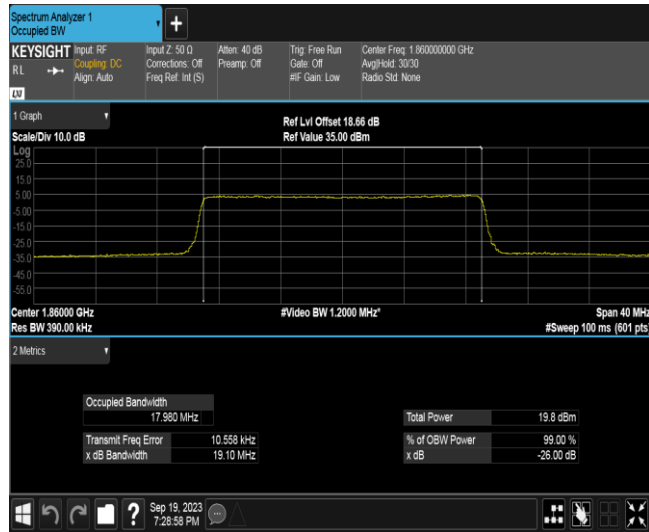 Spectrum Analyzer 1
Occupied BW
+
KEYSIGHT Input: RF Input Z: 50 Ω Atten: 40 dB Trig: Free Run Center Freq: 1.860000000 GHz
RL Coupling: DC Corrections: Off Preamp: Off Gate: Off Avg|Hold: 30/30
Align: Auto Freq Ref: Int (S) #IF Gain: Low Radio Std: None
LXI
1 Graph
Ref Lvl Offset 18.66 dB
Scale/Div 10.0 dB Ref Value 35.00 dBm
Log
25.0
15.0
5.00
-5.00
-15.0
-25.0
-35.0
-45.0
-55.0
Center 1.86000 GHz #Video BW 1.2000 MHz* Span 40 MHz
Res BW 390.00 kHz #Sweep 100 ms (601 pts
2 Metrics
Occupied Bandwidth
17.980 MHz Total Power 19.8 dBm
Transmit Freq Error 10.558 kHz % of OBW Power 99.00 %
x dB Bandwidth 19.10 MHz x dB -26.00 dB
? Sep 19, 2023
7:28:58 PM